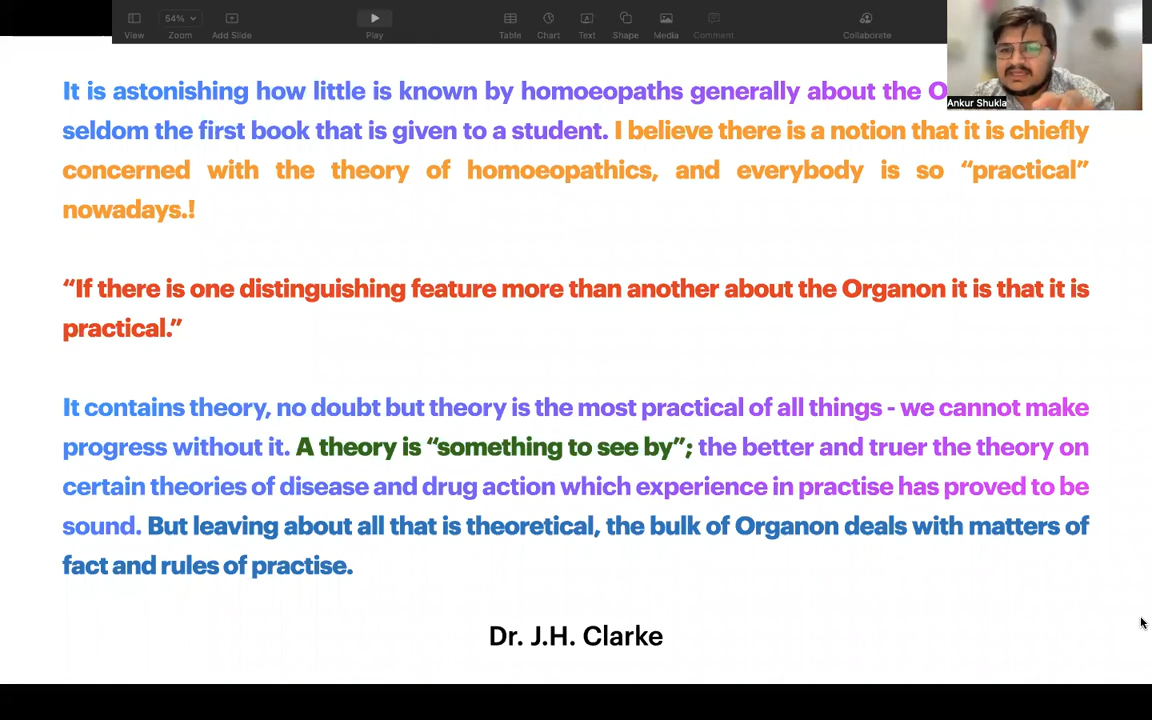 54%
View
Zoom
Add Slide
Play
Table
Chart
Text
Shape
Media
Comment
Collaborate
Ankur Shukla
It is astonishing how little is known by homoeopaths generally about the O
seldom the first book that is given to a student. I believe there is a notion that it is chiefly
concerned with the theory of homoeopathics, and everybody is so “practical”
nowadays.!
“If there is one distinguishing feature more than another about the Organon it is that it is
practical.”
It contains theory, no doubt but theory is the most practical of all things - we cannot make
progress without it. A theory is “something to see by”; the better and truer the theory on
certain theories of disease and drug action which experience in practise has proved to be
sound. But leaving about all that is theoretical, the bulk of Organon deals with matters of
fact and rules of practise.
Dr. J.H. Clarke